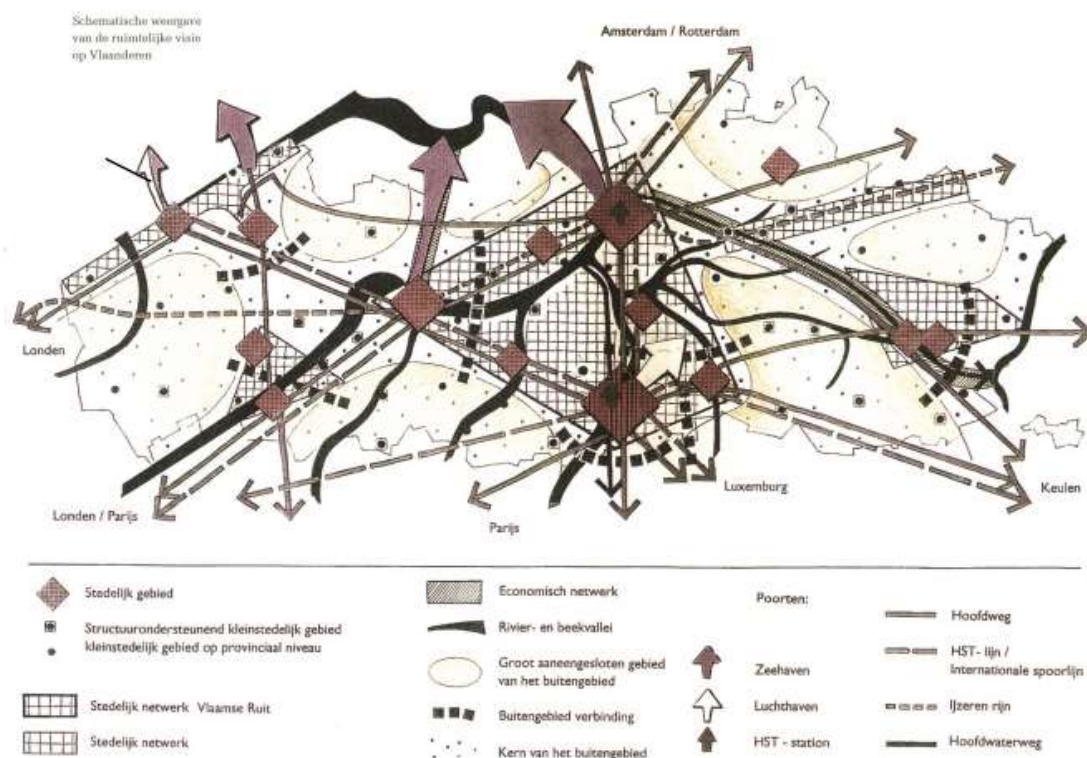 Schematische weergave
van de ruimtelijke visie
op Vlaanderen
Amsterdam / Rotterdam
Londen
Londen / Parijs
Parijs
Luxemburg
Keulen
Stedelijk gebied
Structuurondersteunend kleinstedelijk gebied
kleinstedelijk gebied op provinciaal niveau
Stedelijk netwerk Vlaamse Ruit
Stedelijk netwerk
Economisch netwerk
Rivier- en beekvallei
Groot aaneengesloten gebied
van het buitengebied
Buitengebied verbinding
Kern van het buitengebied
Poorten:
Zeehaven
Luchthaven
HST - station
Hoofdweg
HST- lijn /
Internationale spoorlijn
IJzeren rijn
Hoofdwaterweg